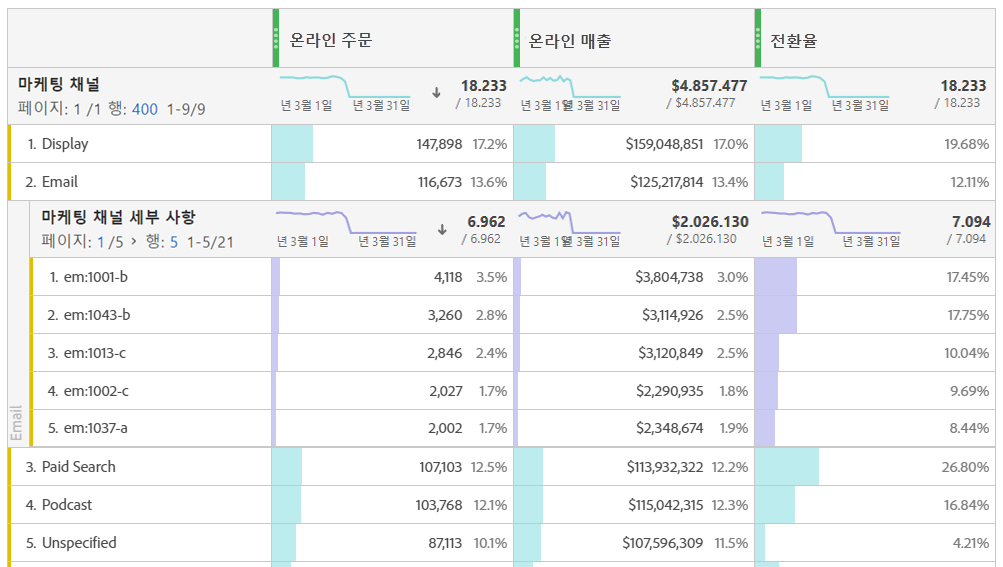 온라인 주문 온라인 매출 전환율
마케팅 채널 18.233 $4.857.477 18.233
페이지: 1 /1 행: 400 1-9/9 년 3월 1일 년 3월 31일 / 18.233 년 3월 1일 년 3월 31일 / $4.857.477 년 3월 1일 년 3월 31일 / 18.233
1. Display 147,898 17.2% $159,048,851 17.0% 19.68%
2. Email 116,673 13.6% $125,217,814 13.4% 12.11%
마케팅 채널 세부 사항 6.962 $2.026.130 7.094
페이지: 1 /5 > 행: 5 1-5/21 년 3월 1일 년 3월 31일 / 6.962 년 3월 1일 년 3월 31일 / $2.026.130 년 3월 1일 년 3월 31일 / 7.094
1. em:1001-b 4,118 3.5% $3,804,738 3.0% 17.45%
2. em:1043-b 3,260 2.8% $3,114,926 2.5% 17.75%
3. em:1013-c 2,846 2.4% $3,120,849 2.5% 10.04%
4. em:1002-c 2,027 1.7% $2,290,935 1.8% 9.69%
5. em:1037-a 2,002 1.7% $2,348,674 1.9% 8.44%
Email
3. Paid Search 107,103 12.5% $113,932,322 12.2% 26.80%
4. Podcast 103,768 12.1% $115,042,315 12.3% 16.84%
5. Unspecified 87,113 10.1% $107,596,309 11.5% 4.21%